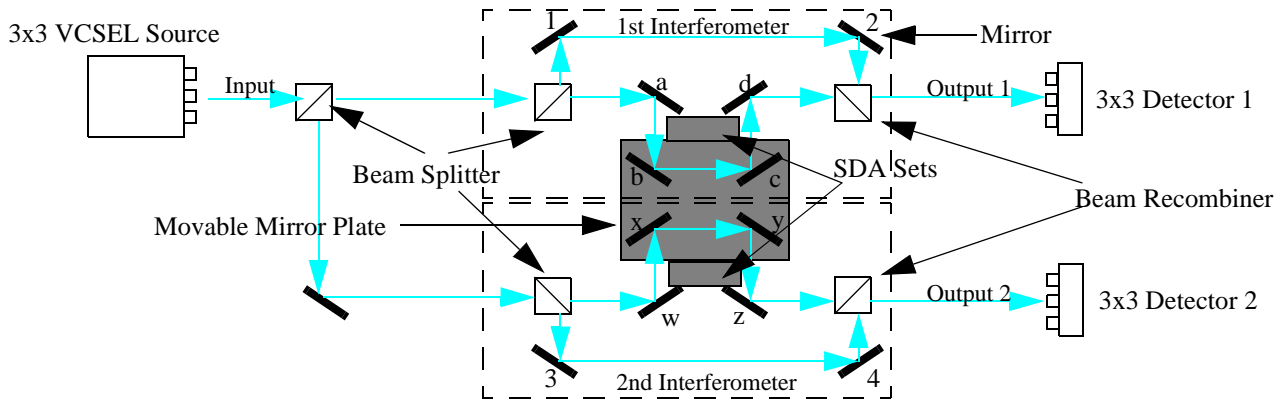 3x3 VCSEL Source
Input
1
1st Interferometer
2
Mirror
a
d
Output 1
3x3 Detector 1
Beam Splitter
b
c
SDA Sets
Beam Recombiner
Movable Mirror Plate
x
y
w
z
Output 2
3x3 Detector 2
3
2nd Interferometer
4